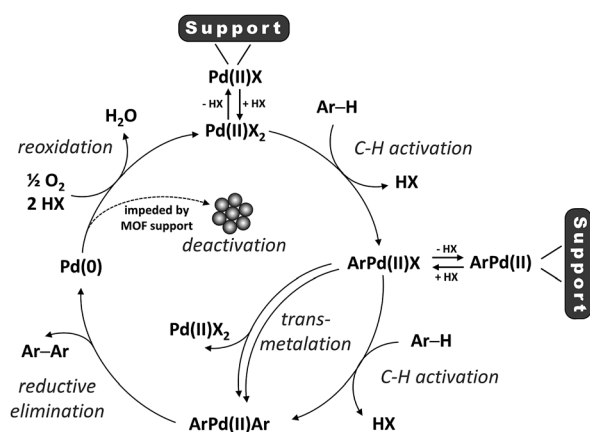 Support
Pd(II)X
- HX
+ HX
Pd(II)X₂
H₂O
reoxidation
½ O₂
2 HX
Ar–H
C-H activation
HX
impeded by
MOF support
deactivation
Pd(0)
ArPd(II)X
- HX
+ HX
ArPd(II)
Support
Pd(II)X₂
trans-
metalation
Ar–H
C-H activation
HX
Ar–Ar
reductive
elimination
ArPd(II)Ar